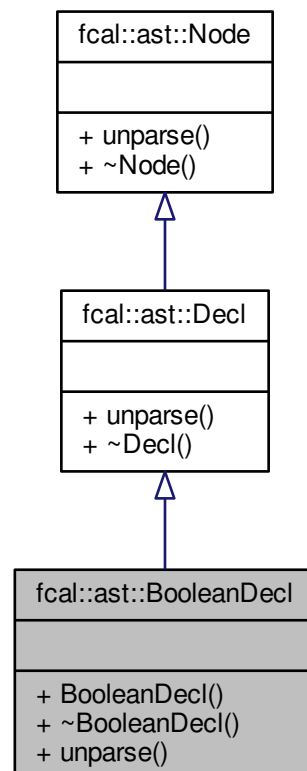 fcal::ast::Node
+ unparse()
+ ~Node()
fcal::ast::Decl
+ unparse()
+ ~Decl()
fcal::ast::BooleanDecl
+ BooleanDecl()
+ ~BooleanDecl()
+ unparse()